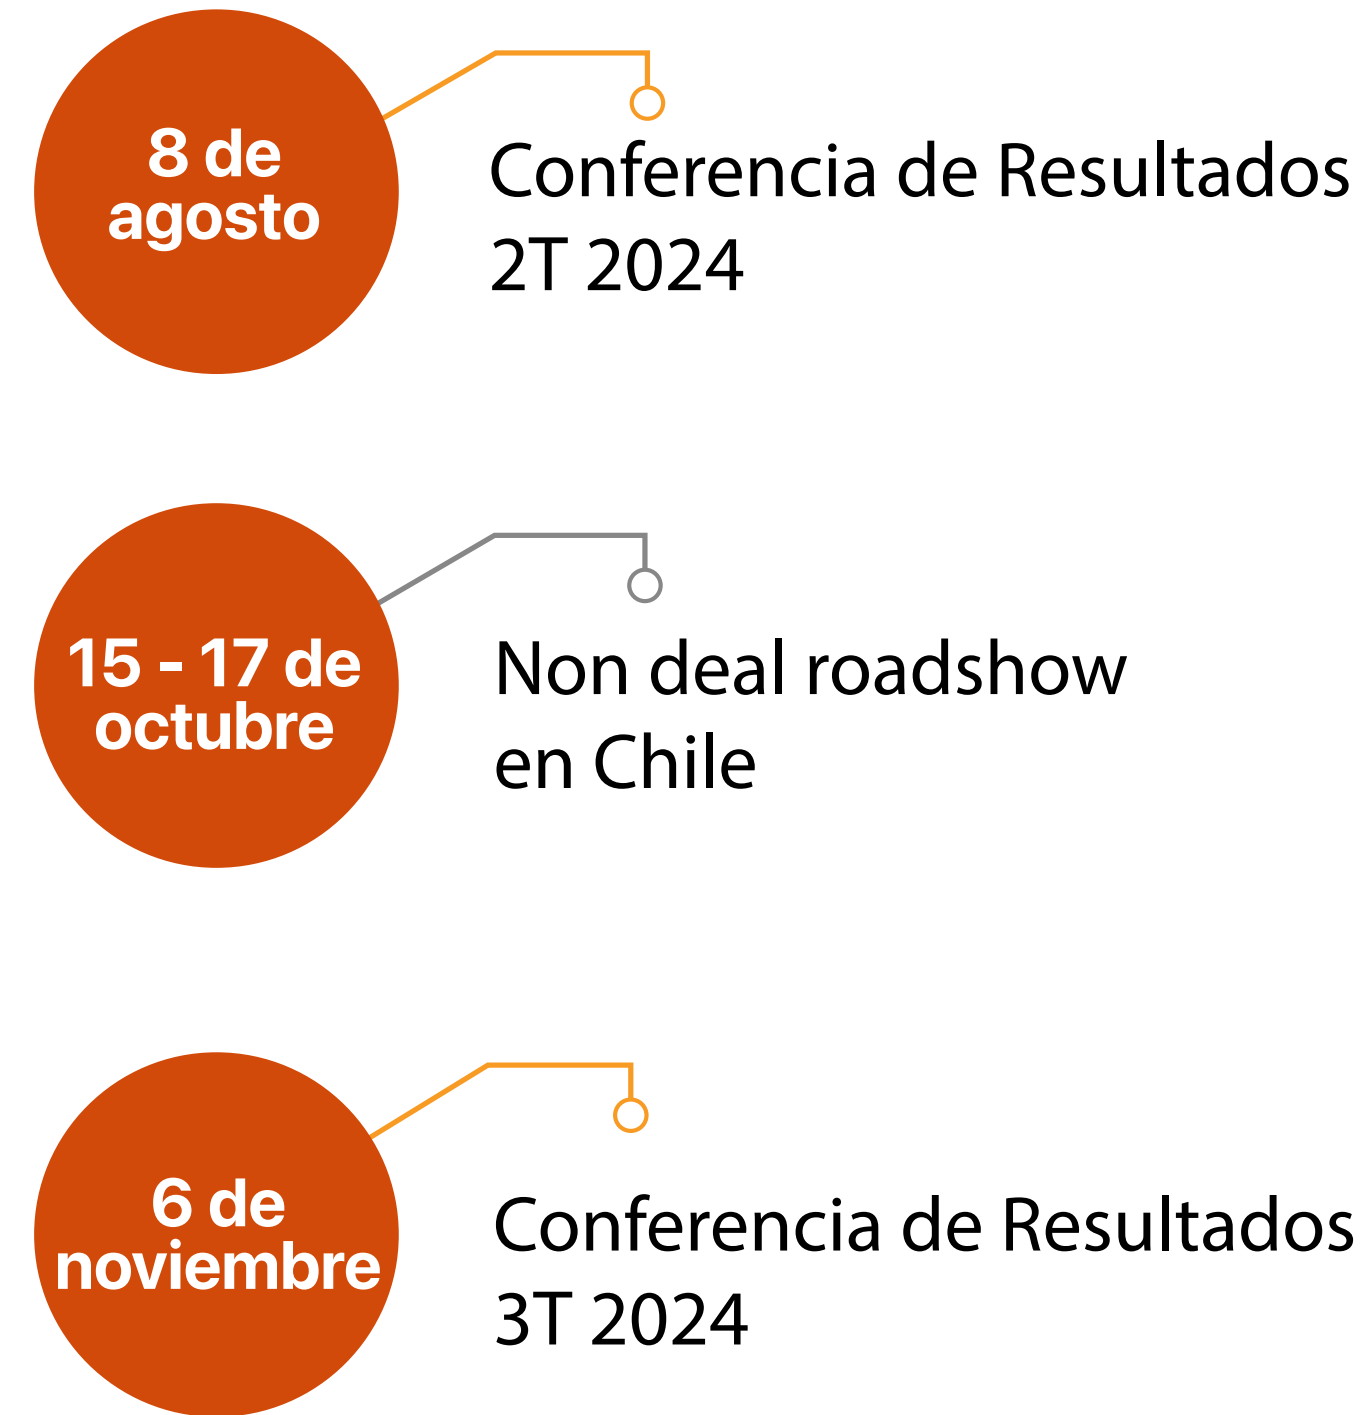 8 de
agosto
Conferencia de Resultados
2T 2024
15 - 17 de
octubre
Non deal roadshow
en Chile
6 de
noviembre
Conferencia de Resultados
3T 2024